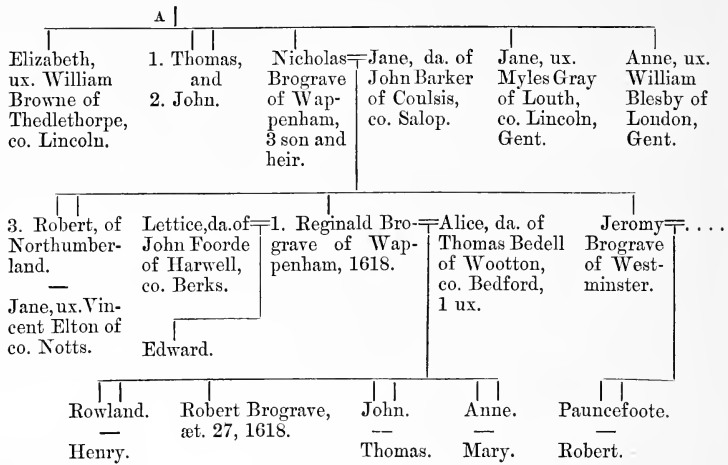 A
Elizabeth,
ux. William
Browne of
Thedlethorpe,
co. Lincoln.
1. Thomas,
and
2. John.
Nicholas
Brograve
of Wap-
penham,
3 son and
heir.
Jane, da. of
John Barker
of Coulsis,
co. Salop.
Jane, ux.
Myles Gray
of Louth,
co. Lincoln,
Gent.
Anne, ux.
William
Blesby of
London,
Gent.
3. Robert, of
Northumber-
land.
—
Jane, ux. Vin-
cent Elton of
co. Notts.
Lettice, da. of
John Foorde
of Harwell,
co. Berks.
1. Reginald Bro-
grave of Wap-
penham, 1618.
Alice, da. of
Thomas Bedell
of Wootton,
co. Bedford,
1 ux.
Jeromy
Brograve
of West-
minster.
. . . .
Edward.
Rowland.
—
Henry.
Robert Brograve,
æt. 27, 1618.
John.
—
Thomas.
Anne.
—
Mary.
Pauncefoote.
—
Robert.